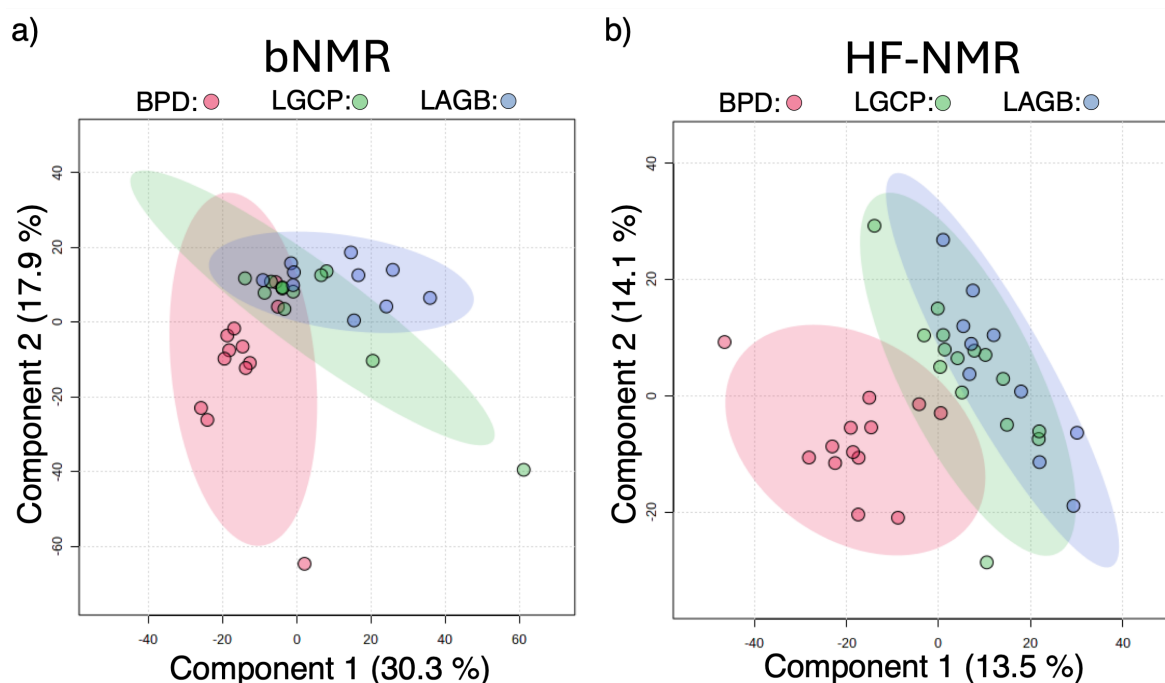 a)
bNMR
BPD: LGCP: LAGB:
40
20
0
-20
-40
-60
Component 2 (17.9 %)
-40 -20 0 20 40 60
Component 1 (30.3 %)
b)
HF-NMR
BPD: LGCP: LAGB:
40
20
0
-20
Component 2 (14.1 %)
-40 -20 0 20 40
Component 1 (13.5 %)